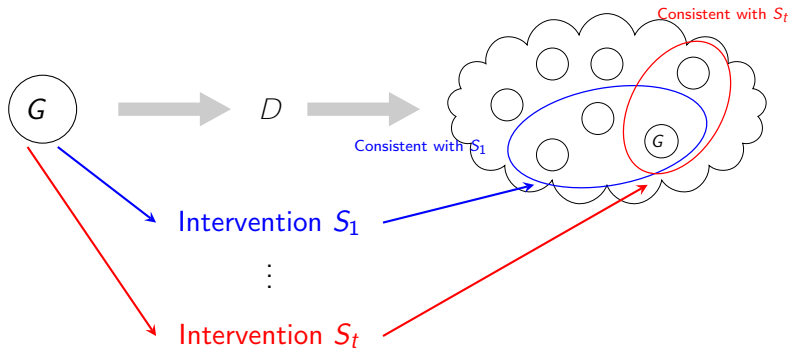 Consistent with S_t
G
D
Consistent with S_1
G
Intervention S_1
⋮
Intervention S_t